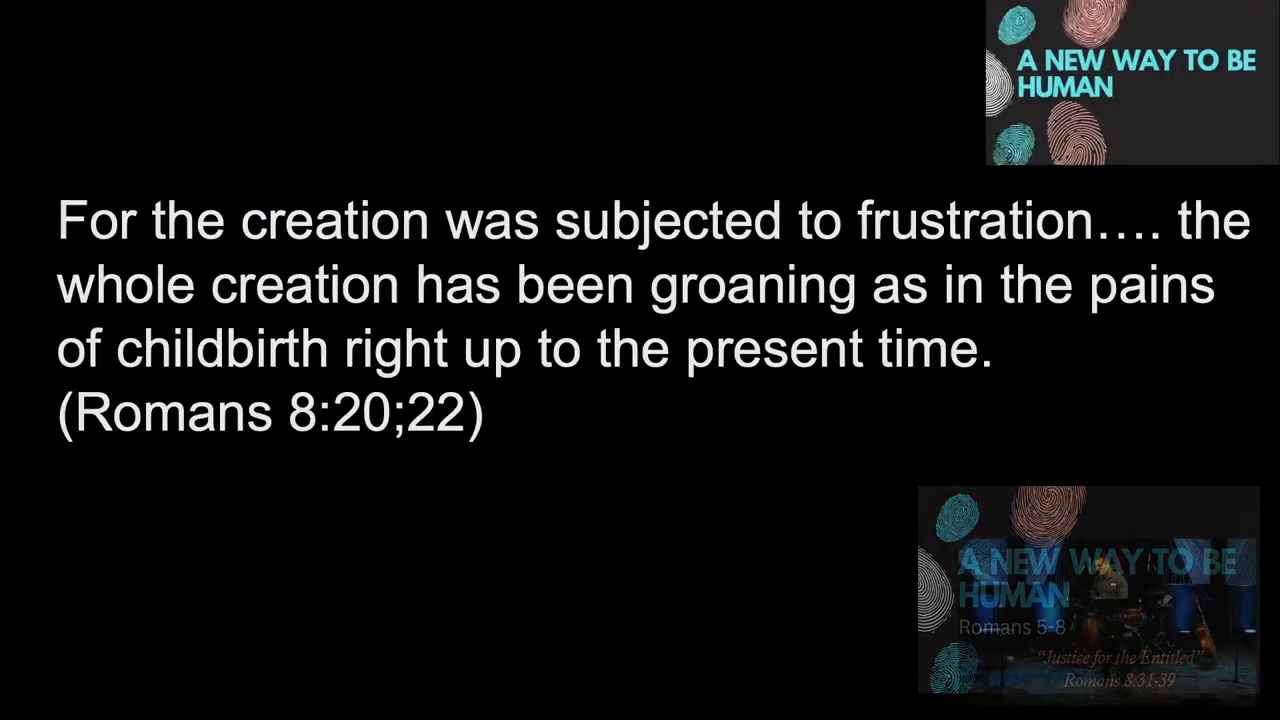 A NEW WAY TO BE
HUMAN
For the creation was subjected to frustration…. the
whole creation has been groaning as in the pains
of childbirth right up to the present time.
(Romans 8:20;22)
A NEW WAY TO BE
HUMAN
Romans 5-8
“Justice for the Entitled”
Romans 8:31-39